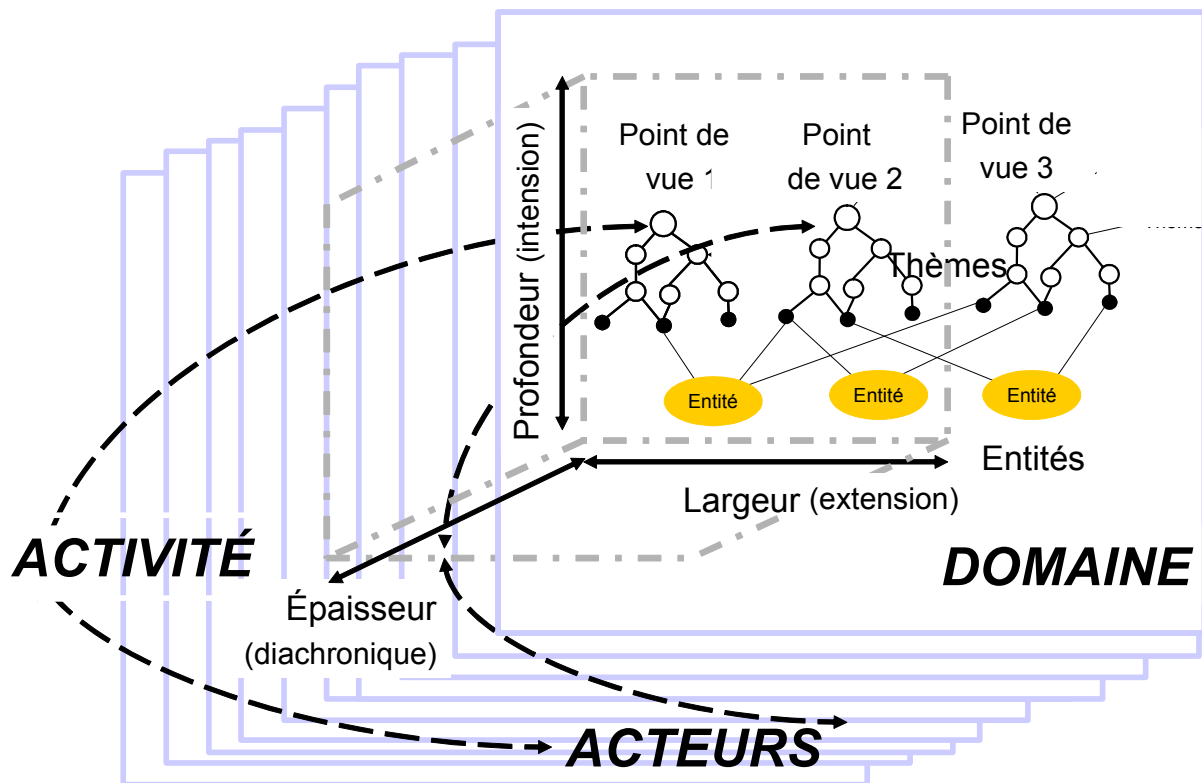 Point de
vue 1
Point
de vue 2
Point de
vue 3
Profondeur (intension)
Thèmes
Entité
Entité
Entité
Entités
Largeur (extension)
ACTIVITÉ
DOMAINE
Épaisseur
(diachronique)
ACTEURS